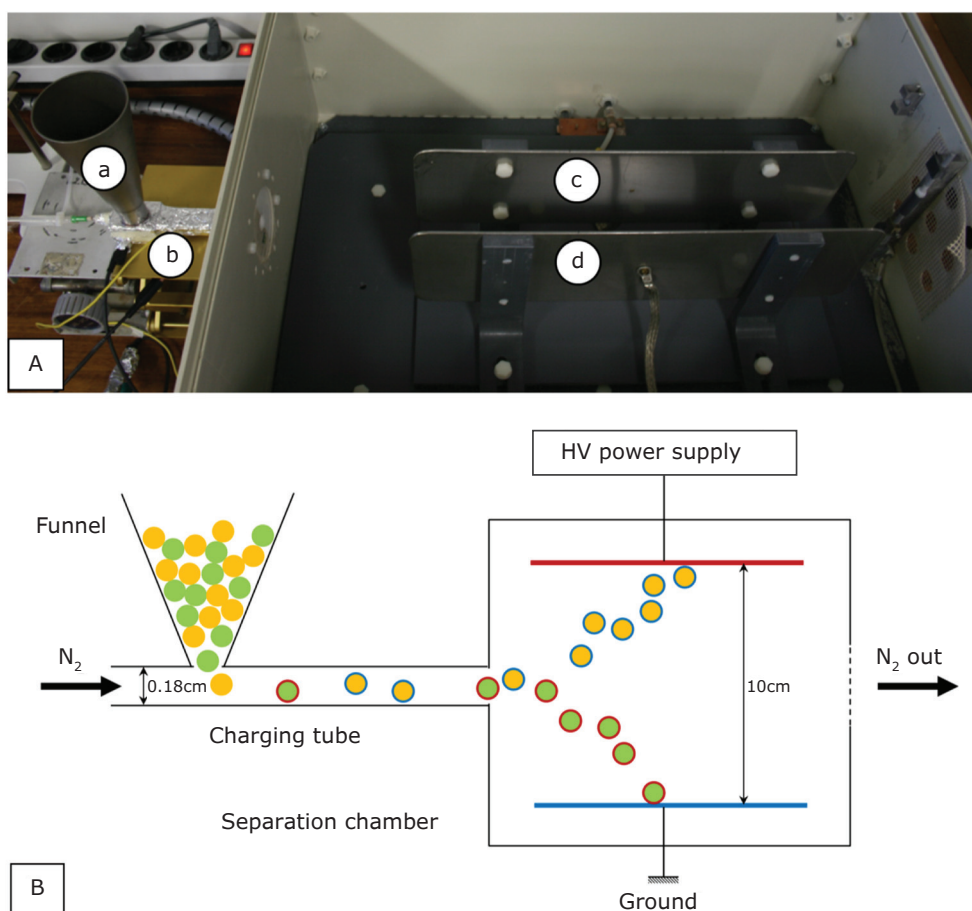 a
b
c
d
A
HV power supply
Funnel
N2
0.18cm
10cm
N2 out
Charging tube
Separation chamber
B
Ground